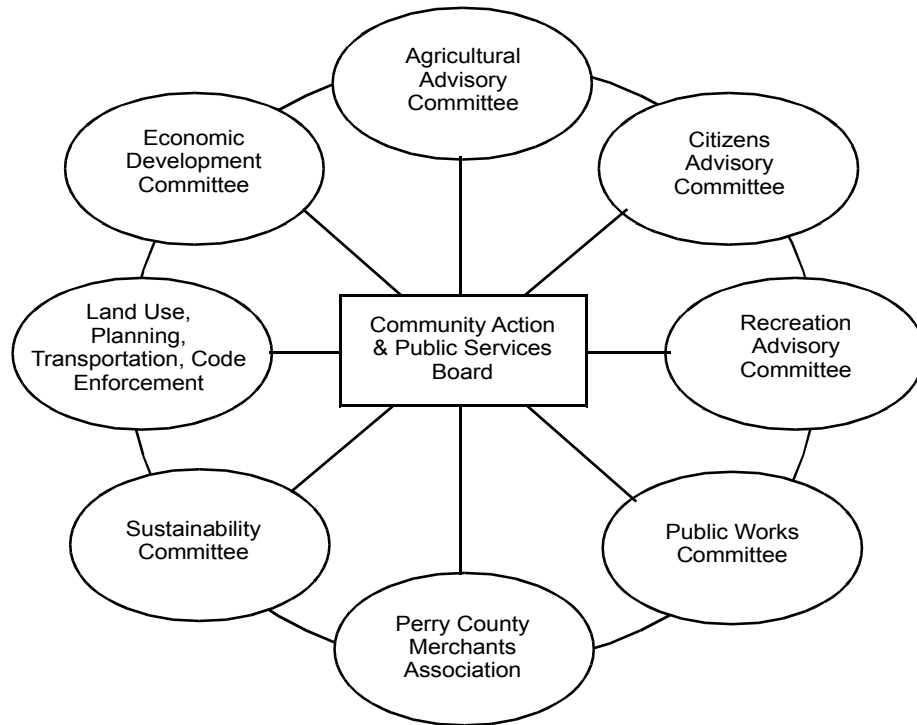 Agricultural
Advisory
Committee
Economic
Development
Committee
Citizens
Advisory
Committee
Land Use,
Planning,
Transportation, Code
Enforcement
Community Action
& Public Services
Board
Recreation
Advisory
Committee
Sustainability
Committee
Public Works
Committee
Perry County
Merchants
Association